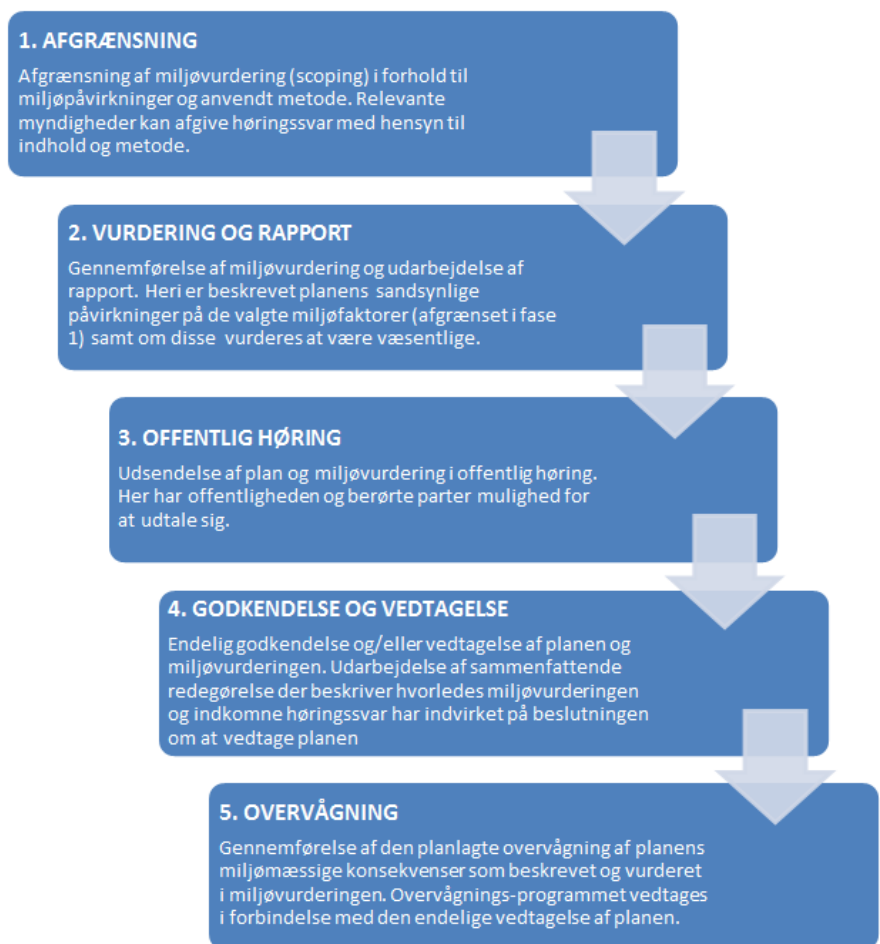 1. AFGRÆNSNING
Afgrænsning af miljøvurdering (scoping) i forhold til
miljøpåvirkninger og anvendt metode. Relevante
myndigheder kan afgive høringssvar med hensyn til
indhold og metode.
2. VURDERING OG RAPPORT
Gennemførelse af miljøvurdering og udarbejdelse af
rapport. Heri er beskrevet planens sandsynlige
påvirkninger på de valgte miljøfaktorer (afgrænset i fase
1) samt om disse vurderes at være væsentlige.
3. OFFENTLIG HØRING
Udsendelse af plan og miljøvurdering i offentlig høring.
Her har offentligheden og berørte parter mulighed for
at udtale sig.
4. GODKENDELSE OG VEDTAGELSE
Endelig godkendelse og/eller vedtagelse af planen og
miljøvurderingen. Udarbejdelse af sammenfattende
redegørelse der beskriver hvorledes miljøvurderingen
og indkomne høringssvar har indvirket på beslutningen
om at vedtage planen
5. OVERVÅGNING
Gennemførelse af den planlagte overvågning af planens
miljømæssige konsekvenser som beskrevet og vurderet
i miljøvurderingen. Overvågnings-programmet vedtages
i forbindelse med den endelige vedtagelse af planen.